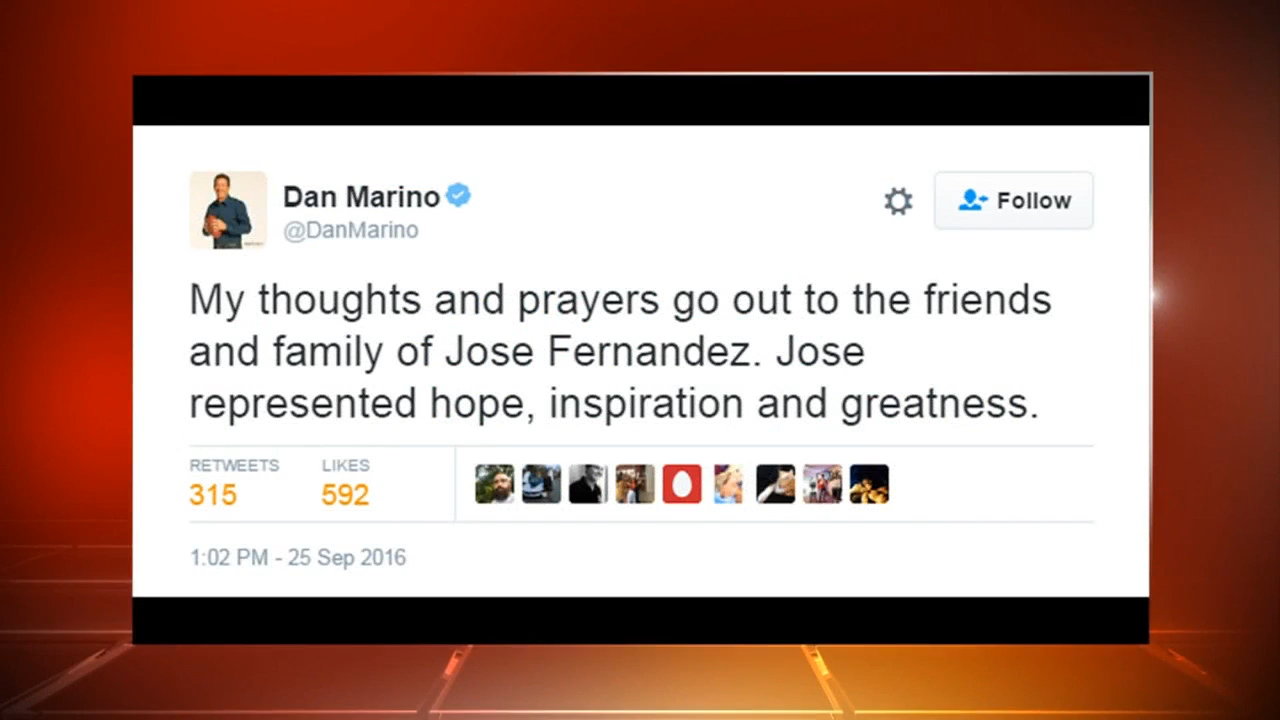 Dan Marino
@DanMarino
Follow
My thoughts and prayers go out to the friends
and family of Jose Fernandez. Jose
represented hope, inspiration and greatness.
RETWEETS LIKES
315 592
1:02 PM - 25 Sep 2016